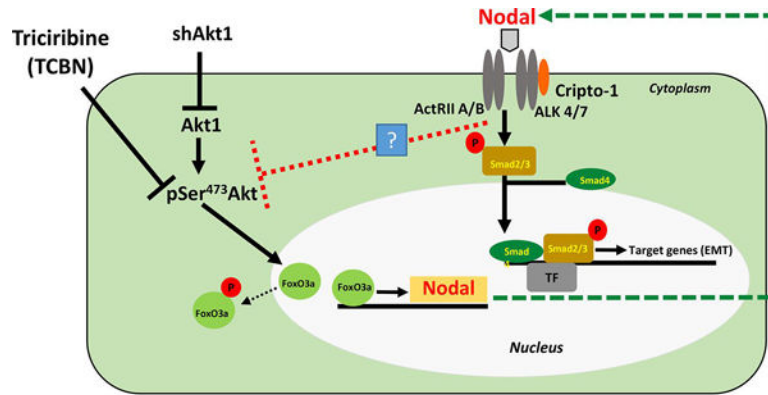 Nodal
Triciribine
(TCBN)
shAkt1
Cripto-1
Cytoplasm
ActRII A/B
ALK 4/7
Akt1
?
P
Smad2/3
Smad4
pSer473Akt
P
Smad
Smad2/3
Target genes (EMT)
TF
FoxO3a
P
FoxO3a
FoxO3a
Nodal
Nucleus